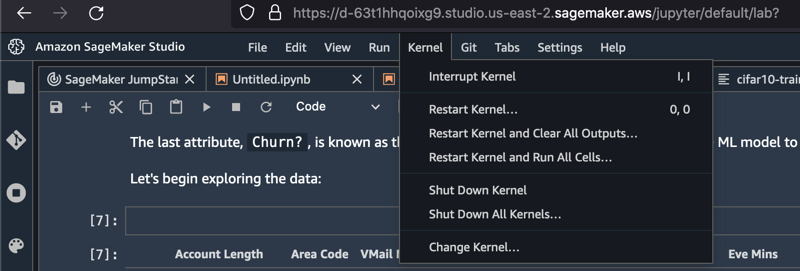 https://d-63t1hhqoixg9.studio.us-east-2.sagemaker.aws/jupyter/default/lab?
Amazon SageMaker Studio File Edit View Run Kernel Git Tabs Settings Help
SageMaker JumpStar Untitled.ipynb cifar10-train
Code
Interrupt Kernel I, I
Restart Kernel… 0, 0
Restart Kernel and Clear All Outputs…
Restart Kernel and Run All Cells…
Shut Down Kernel
Shut Down All Kernels…
Change Kernel…
The last attribute, Churn?, is known as ML model to
Let's begin exploring the data:
[7]:
[7]: Account Length Area Code VMail Eve Mins